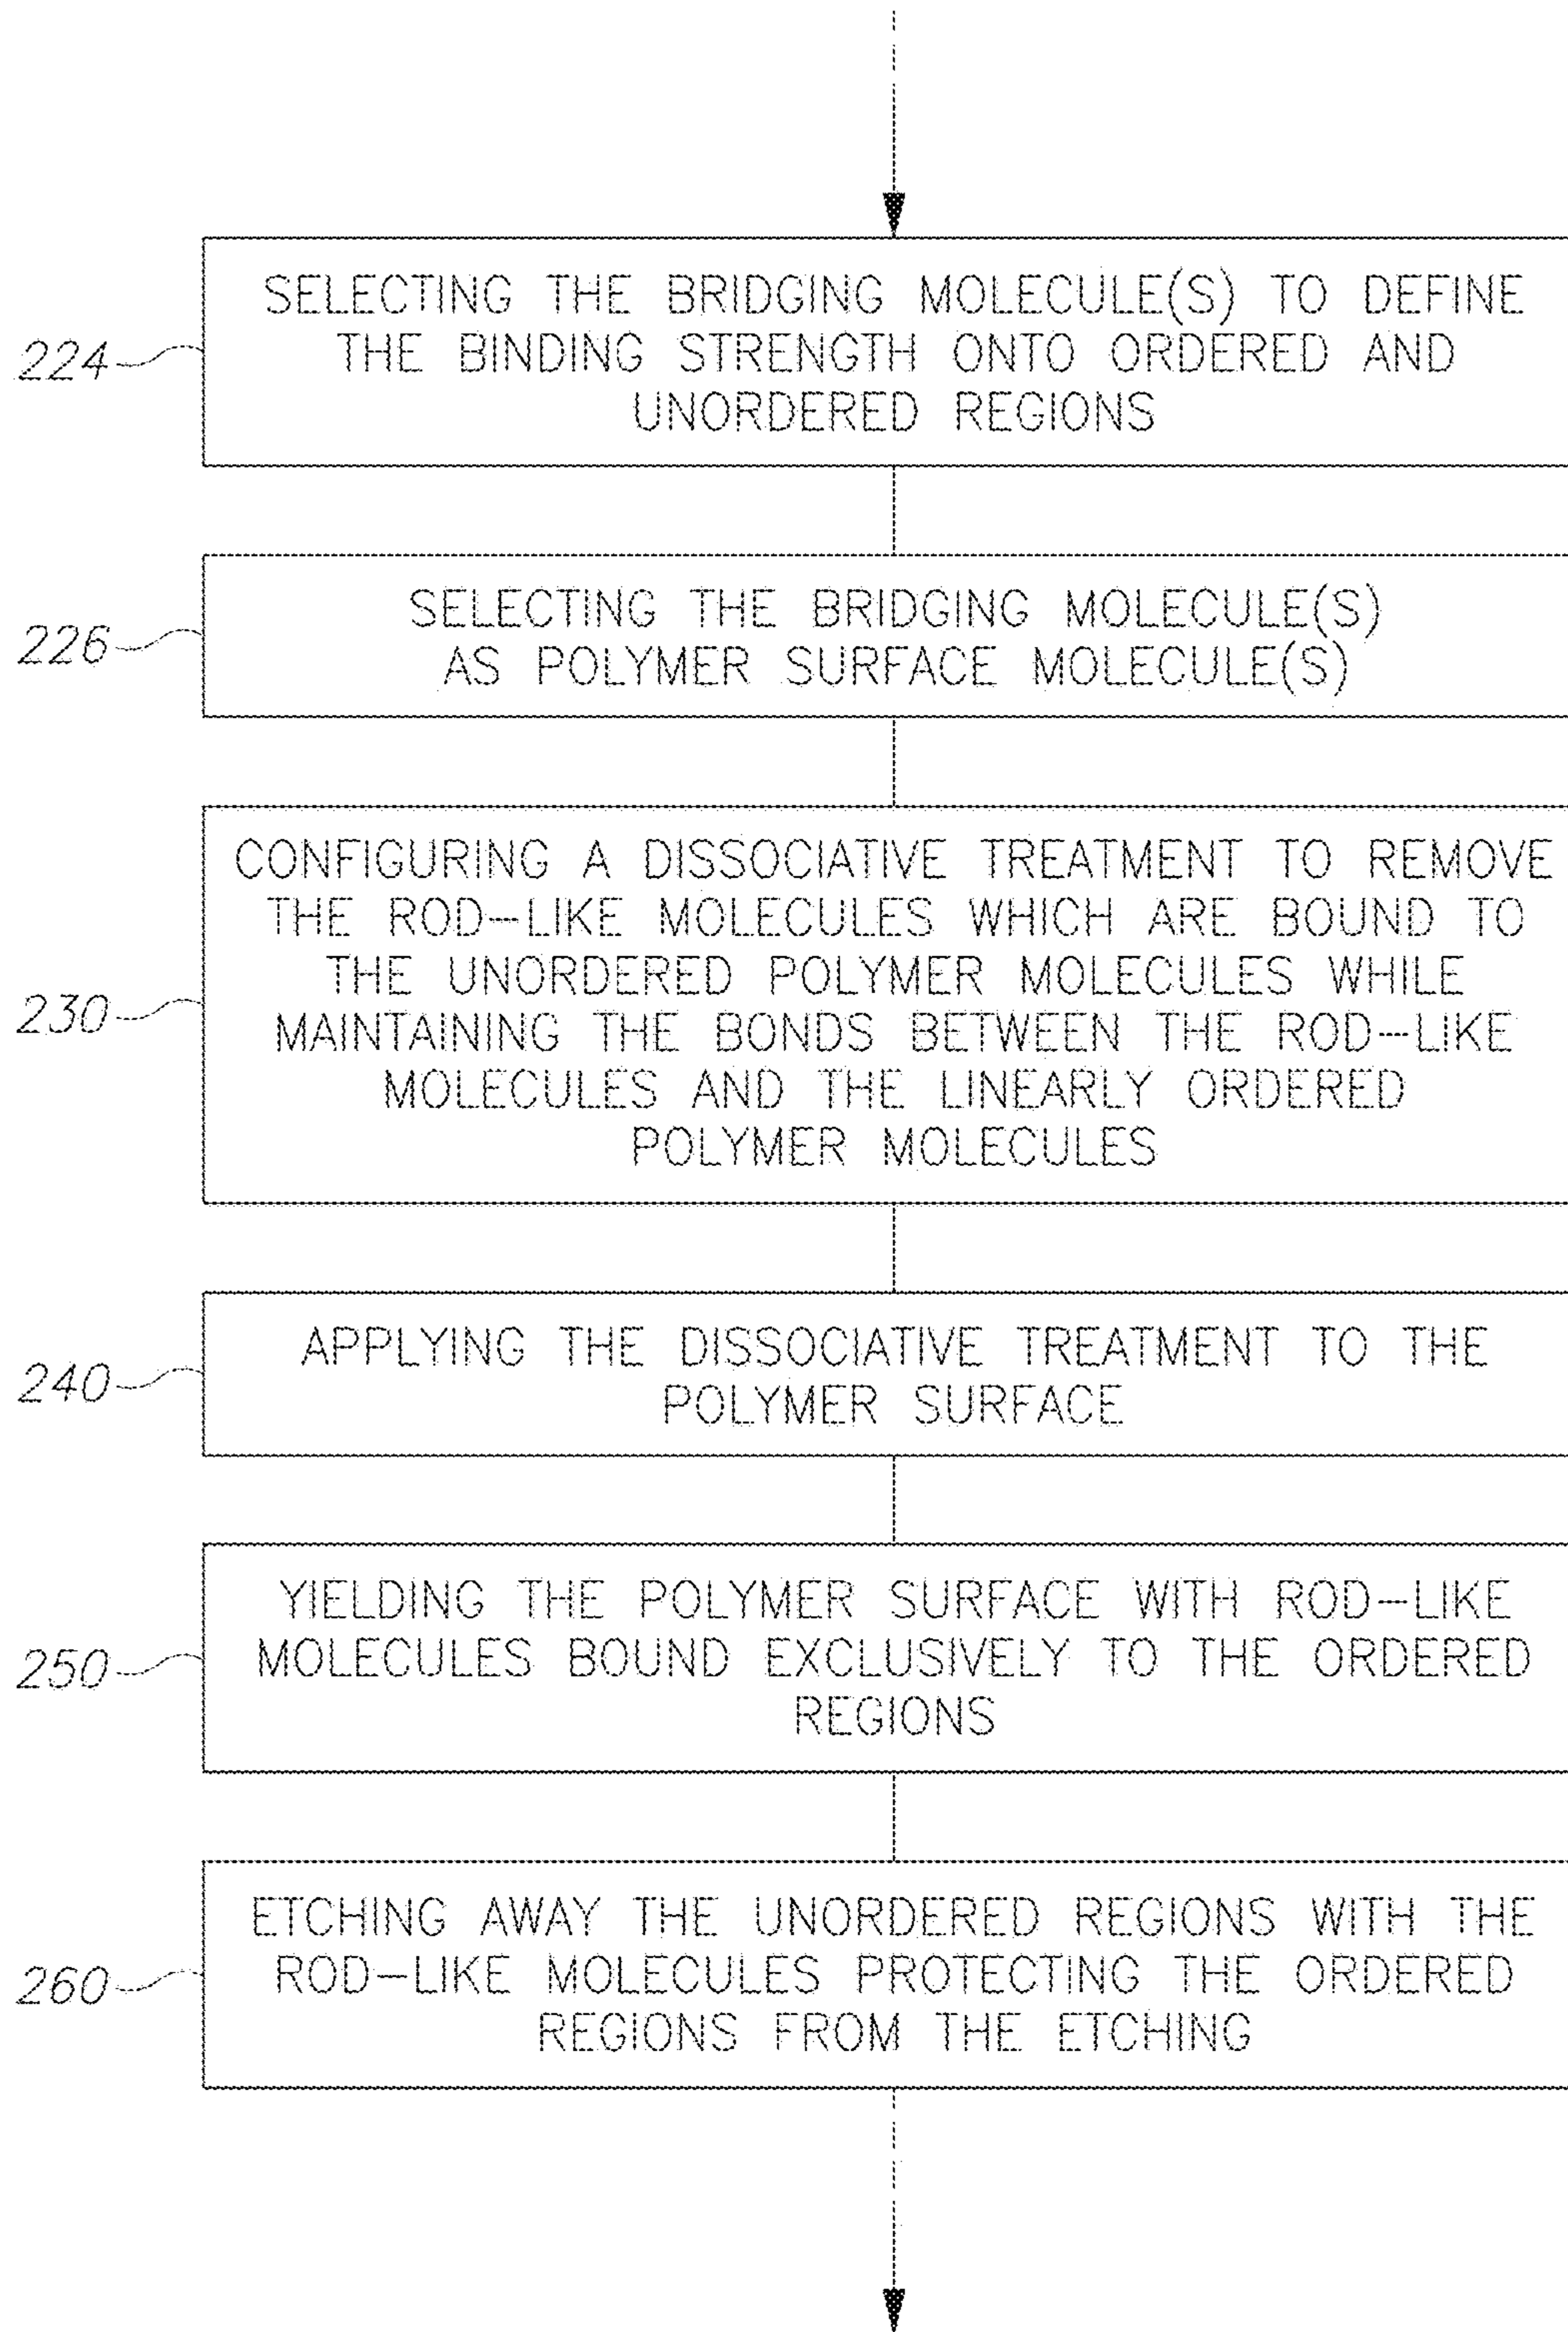 SELECTING THE BRIDGING MOLECULE(S) TO DEFINE
THE BINDING STRENGTH ONTO ORDERED AND
UNORDERED REGIONS
224
SELECTING THE BRIDGING MOLECULE(S)
AS POLYMER SURFACE MOLECULE(S)
226
CONFIGURING A DISSOCIATIVE TREATMENT TO REMOVE
THE ROD-LIKE MOLECULES WHICH ARE BOUND TO
THE UNORDERED POLYMER MOLECULES WHILE
MAINTAINING THE BONDS BETWEEN THE ROD-LIKE
MOLECULES AND THE LINEARLY ORDERED
POLYMER MOLECULES
230
APPLYING THE DISSOCIATIVE TREATMENT TO THE
POLYMER SURFACE
240
YIELDING THE POLYMER SURFACE WITH ROD-LIKE
MOLECULES BOUND EXCLUSIVELY TO THE ORDERED
REGIONS
250
ETCHING AWAY THE UNORDERED REGIONS WITH THE
ROD-LIKE MOLECULES PROTECTING THE ORDERED
REGIONS FROM THE ETCHING
260